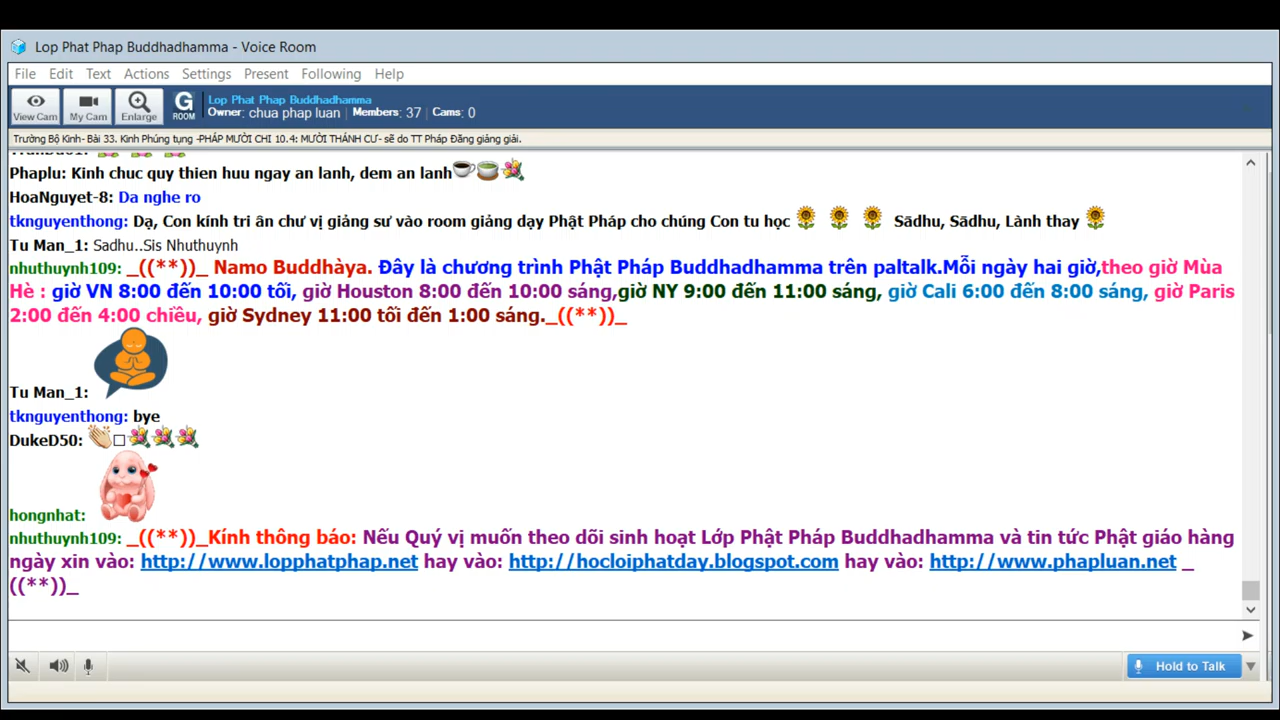 Lop Phat Phap Buddhadhamma - Voice Room
File Edit Text Actions Settings Present Following Help
View Cam My Cam Enlarge G ROOM
Lop Phat Phap Buddhadhamma
Owner: chua phap luan | Members: 37 | Cams: 0
Trường Bộ Kinh- Bài 33. Kinh Phúng tụng -PHÁP MƯỜI CHI 10.4: MƯỜI THÁNH CƯ- sẽ do TT Pháp Đăng giảng giải.
Phaplu: Kinh chuc quy thien huu ngay an lanh, dem an lanh
HoaNguyet-8: Da nghe ro
tknguyenthong: Dạ, Con kính tri ân chư vị giảng sư vào room giảng dạy Phật Pháp cho chúng Con tu học Sādhu, Sādhu, Lành thay
Tu Man_1: Sadhu..Sis Nhuthuynh
nhuthuynh109: _((**))_ Namo Buddhàya. Đây là chương trình Phật Pháp Buddhadhamma trên paltalk.Mỗi ngày hai giờ,theo giờ Mùa
Hè : giờ VN 8:00 đến 10:00 tối, giờ Houston 8:00 đến 10:00 sáng,giờ NY 9:00 đến 11:00 sáng, giờ Cali 6:00 đến 8:00 sáng, giờ Paris
2:00 đến 4:00 chiều, giờ Sydney 11:00 tối đến 1:00 sáng._((**))_
Tu Man_1:
tknguyenthong: bye
DukeD50:
hongnhat:
nhuthuynh109: _((**))_Kính thông báo: Nếu Quý vị muốn theo dõi sinh hoạt Lớp Phật Pháp Buddhadhamma và tin tức Phật giáo hàng
ngày xin vào: http://www.lopphatphap.net hay vào: http://hocloiphatday.blogspot.com hay vào: http://www.phapluan.net _
((**))_
Hold to Talk